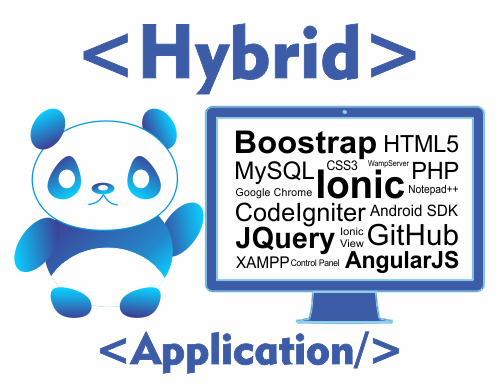 <Hybrid>
Boostrap HTML5
MySQL CSS3 WampServer PHP
Google Chrome Ionic Notepad++
CodeIgniter Android SDK
JQuery Ionic View GitHub
XAMPP Control Panel AngularJS
<Application/>